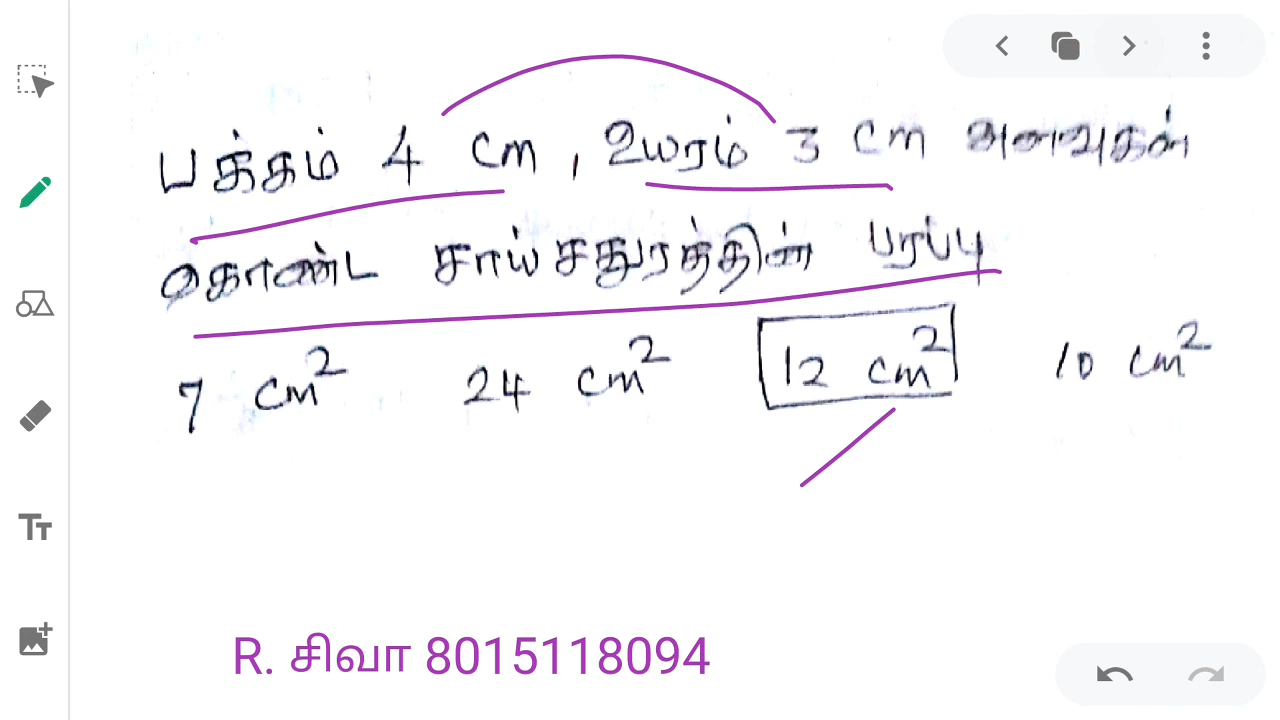 பக்கம் 4 cm, உயரம் 3 cm அளவுகள்
கொண்ட சாய்சதுரத்தின் பரப்பு
7 cm² 24 cm² 12 cm² 10 cm²
TT
R. சிவா 8015118094